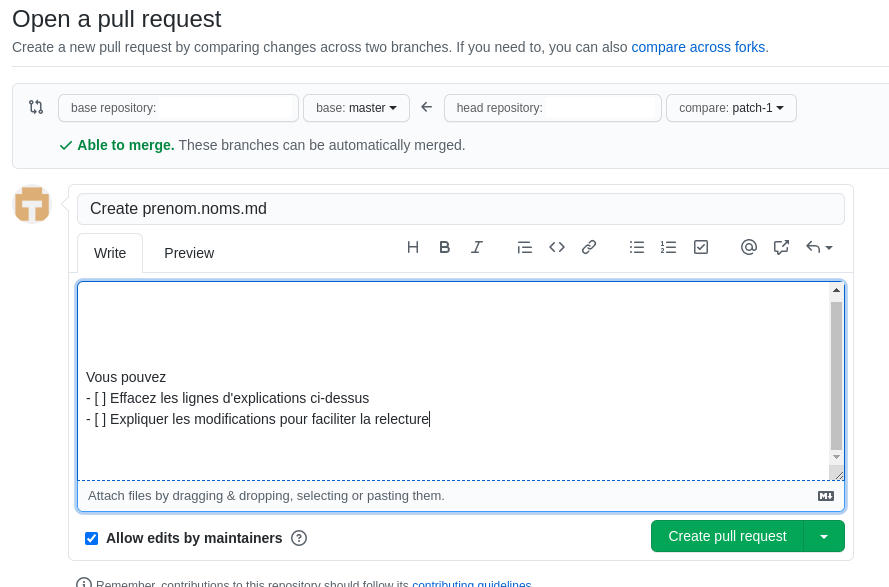 Open a pull request
Create a new pull request by comparing changes across two branches. If you need to, you can also compare across forks.
base repository: base: master head repository: compare: patch-1
Able to merge. These branches can be automatically merged.
Create prenom.noms.md
Write Preview
Vous pouvez
- [ ] Effacez les lignes d'explications ci-dessus
- [ ] Expliquer les modifications pour faciliter la relecture
Attach files by dragging & dropping, selecting or pasting them.
Allow edits by maintainers
Create pull request
Remember, contributions to this repository should follow its contributing guidelines